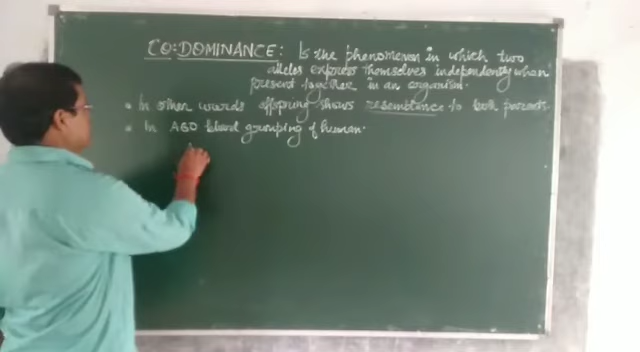 CO:DOMINANCE: Is the phenomenon in which two
alleles express themselves independently when
present together in an organism.
• In other words offspring shows resemblance to both parents.
• In ABO blood grouping of human.